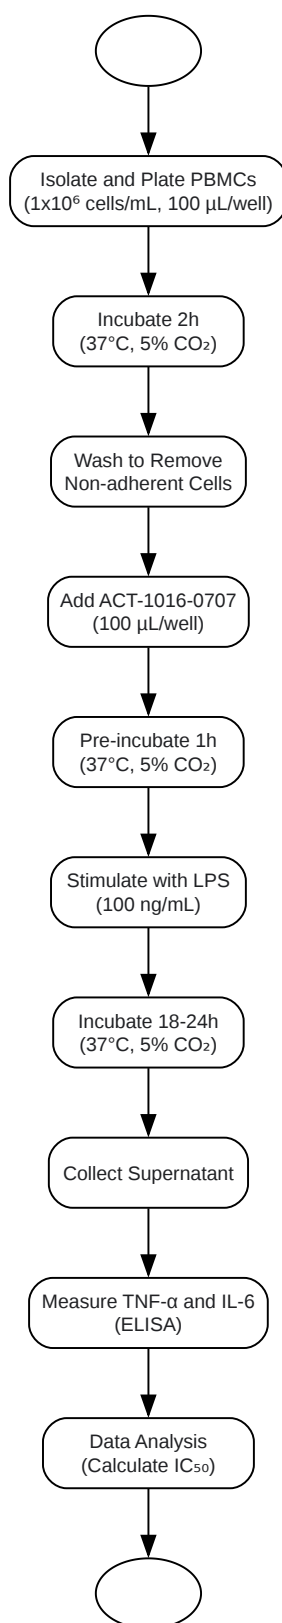 Isolate and Plate PBMCs
(1x10⁶ cells/mL, 100 µL/well)
Incubate 2h
(37°C, 5% CO₂)
Wash to Remove
Non-adherent Cells
Add ACT-1016-0707
(100 µL/well)
Pre-incubate 1h
(37°C, 5% CO₂)
Stimulate with LPS
(100 ng/mL)
Incubate 18-24h
(37°C, 5% CO₂)
Collect Supernatant
Measure TNF-α and IL-6
(ELISA)
Data Analysis
(Calculate IC₅₀)